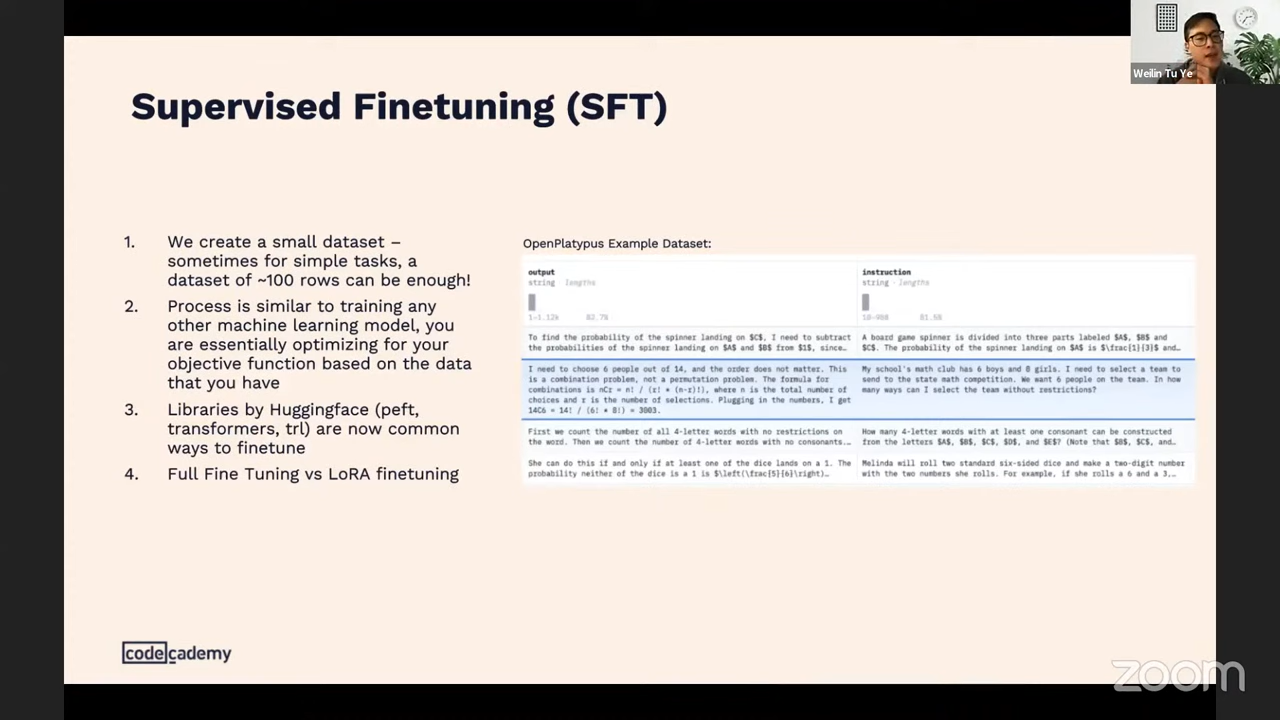 Weilin Tu Ye
Supervised Finetuning (SFT)
1. We create a small dataset –
sometimes for simple tasks, a
dataset of ~100 rows can be enough!
2. Process is similar to training any
other machine learning model, you
are essentially optimizing for your
objective function based on the data
that you have
3. Libraries by Huggingface (peft,
transformers, trl) are now common
ways to finetune
4. Full Fine Tuning vs LoRA finetuning
OpenPlatypus Example Dataset:
output
string lengths
1-1.12k 82.7%
To find the probability of the spinner landing on $C$, I need to subtract
the probabilities of the spinner landing on $A$ and $B$ from $1$, since…
I need to choose 6 people out of 14, and the order does not matter. This
is a combination problem, not a permutation problem. The formula for
combinations is nCr = n! / (r! * (n-r)!), where n is the total number of
choices and r is the number of selections. Plugging in the numbers, I get
14C6 = 14! / (6! * 8!) = 3003.
First we count the number of all 4-letter words with no restrictions on
the word. Then we count the number of 4-letter words with no consonants.…
She can do this if and only if at least one of the dice lands on a 1. The
probability neither of the dice is a 1 is $\left(\frac{5}{6}\right)…
instruction
string · lengths
81.5%
A board game spinner is divided into three parts labeled $A$, $B$ and
$C$. The probability of the spinner landing on $A$ is $\frac{1}{3}$ and…
My school's math club has 6 boys and 8 girls. I need to select a team to
send to the state math competition. We want 6 people on the team. In how
many ways can I select the team without restrictions?
How many 4-letter words with at least one consonant can be constructed
from the letters $A$, $B$, $C$, $D$, and $E$? (Note that $B$, $C$, and…
Melinda will roll two standard six-sided dice and make a two-digit number
with the two numbers she rolls. For example, if she rolls a 6 and a 3,…
codecademy
zoom